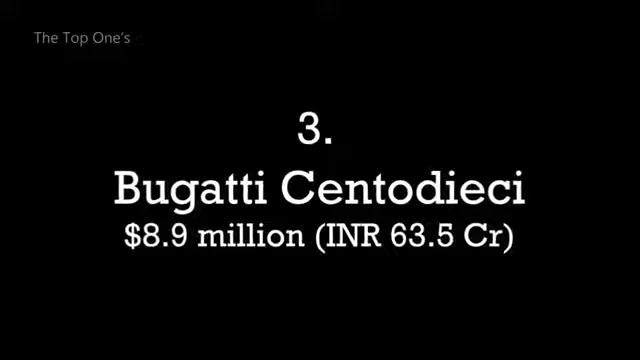 The Top One's
3.
Bugatti Centodieci
$8.9 million (INR 63.5 Cr)